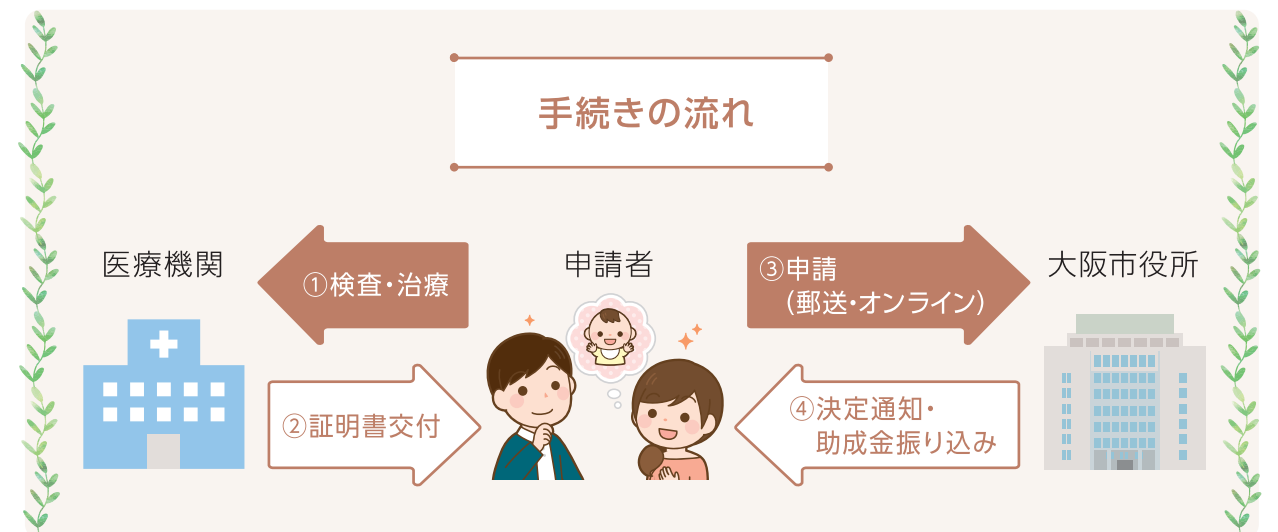 手続きの流れ
医療機関
①検査・治療
②証明書交付
申請者
③申請
（郵送・オンライン）
④決定通知・
助成金振り込み
大阪市役所